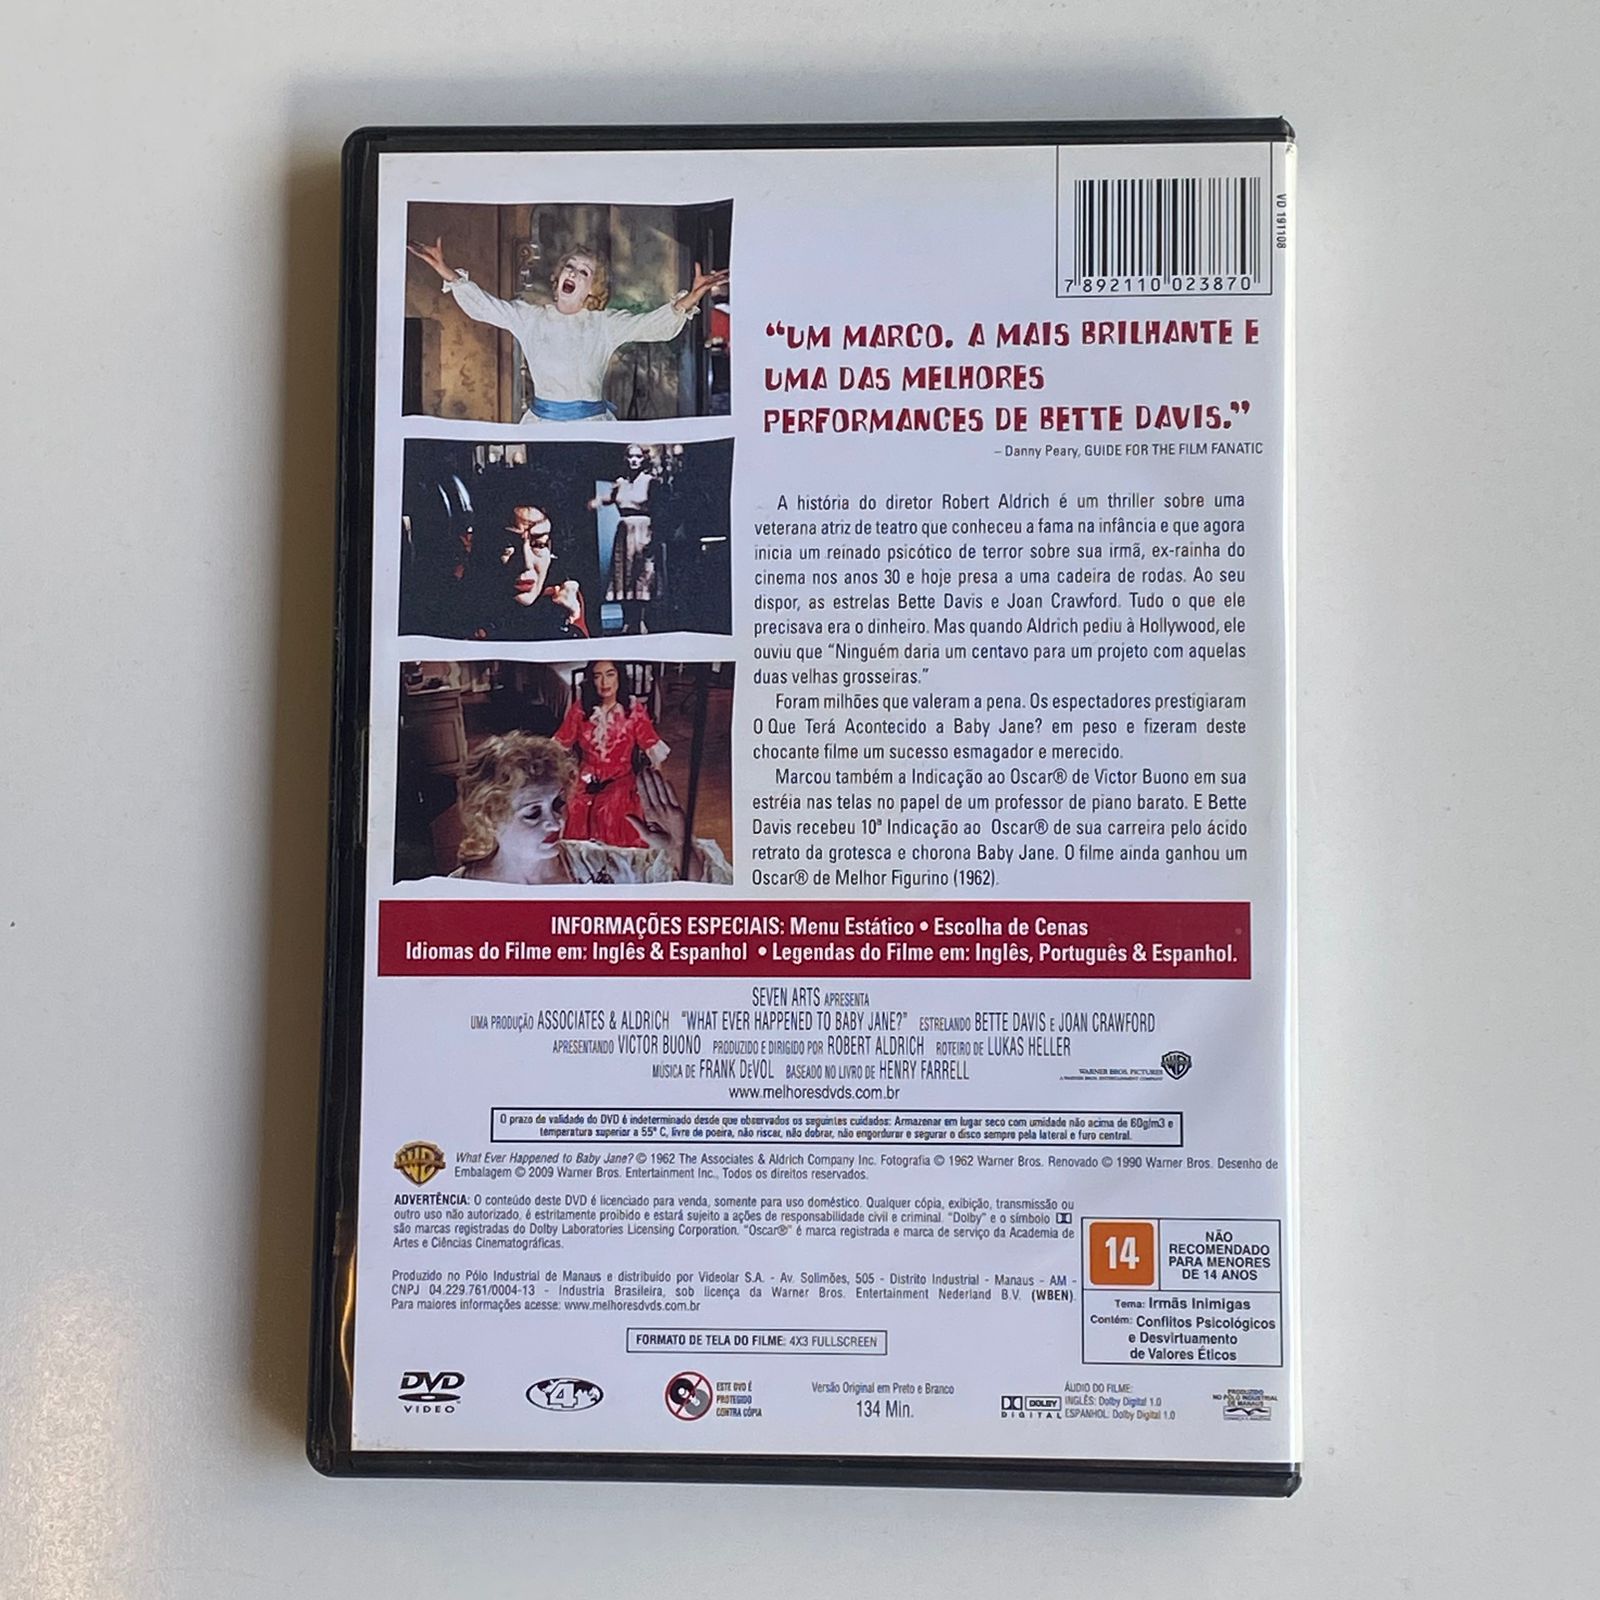 VD 191108
7 892110 023870
“UM MARCO. A MAIS BRILHANTE E
UMA DAS MELHORES
PERFORMANCES DE BETTE DAVIS.”
– Danny Peary, GUIDE FOR THE FILM FANATIC
A história do diretor Robert Aldrich é um thriller sobre uma
veterana atriz de teatro que conheceu a fama na infância e que agora
inicia um reinado psicótico de terror sobre sua irmã, ex-rainha do
cinema nos anos 30 e hoje presa a uma cadeira de rodas. Ao seu
dispor, as estrelas Bette Davis e Joan Crawford. Tudo o que ele
precisava era o dinheiro. Mas quando Aldrich pediu à Hollywood, ele
ouviu que “Ninguém daria um centavo para um projeto com aquelas
duas velhas grosseiras.”
Foram milhões que valeram a pena. Os espectadores prestigiaram
O Que Terá Acontecido a Baby Jane? em peso e fizeram deste
chocante filme um sucesso esmagador e merecido.
Marcou também a Indicação ao Oscar® de Victor Buono em sua
estréia nas telas no papel de um professor de piano barato. E Bette
Davis recebeu 10ª Indicação ao Oscar® de sua carreira pelo ácido
retrato da grotesca e chorona Baby Jane. O filme ainda ganhou um
Oscar® de Melhor Figurino (1962).
INFORMAÇÕES ESPECIAIS: Menu Estático • Escolha de Cenas
Idiomas do Filme em: Inglês & Espanhol • Legendas do Filme em: Inglês, Português & Espanhol.
SEVEN ARTS APRESENTA
UMA PRODUÇÃO ASSOCIATES & ALDRICH “WHAT EVER HAPPENED TO BABY JANE?” ESTRELANDO BETTE DAVIS E JOAN CRAWFORD
APRESENTANDO VICTOR BUONO PRODUZIDO E DIRIGIDO POR ROBERT ALDRICH ROTEIRO DE LUKAS HELLER
MÚSICA DE FRANK DeVOL BASEADO NO LIVRO DE HENRY FARRELL
WARNER BROS. PICTURES
A WARNER BROS. ENTERTAINMENT COMPANY
www.melhoresdvds.com.br
O prazo de validade do DVD é indeterminado desde que observados os seguintes cuidados: Armazenar em lugar seco com umidade não acima de 60g/m3 e
temperatura superior a 55° C, livre de poeira, não riscar, não dobrar, não engordurar e segurar o disco sempre pela lateral e furo central.
What Ever Happened to Baby Jane? © 1962 The Associates & Aldrich Company Inc. Fotografia © 1962 Warner Bros. Renovado © 1990 Warner Bros. Desenho de
Embalagem © 2009 Warner Bros. Entertainment Inc., Todos os direitos reservados.
ADVERTÊNCIA: O conteúdo deste DVD é licenciado para venda, somente para uso doméstico. Qualquer cópia, exibição, transmissão ou
outro uso não autorizado, é estritamente proibido e estará sujeito a ações de responsabilidade civil e criminal. “Dolby” e o símbolo
são marcas registradas do Dolby Laboratories Licensing Corporation. “Oscar®” é marca registrada e marca de serviço da Academia de
Artes e Ciências Cinematográficas.
Produzido no Pólo Industrial de Manaus e distribuído por Videolar S.A. - Av. Solimões, 505 - Distrito Industrial - Manaus - AM -
CNPJ 04.229.761/0004-13 - Industria Brasileira, sob licença da Warner Bros. Entertainment Nederland B.V. (WBEN).
Para maiores informações acesse: www.melhoresdvds.com.br
14
NÃO
RECOMENDADO
PARA MENORES
DE 14 ANOS
Tema: Irmãs Inimigas
Contém: Conflitos Psicológicos
e Desvirtuamento
de Valores Éticos
FORMATO DE TELA DO FILME: 4X3 FULLSCREEN
DVD
VIDEO
4
ESTE DVD É
PROTEGIDO
CONTRA CÓPIA
Versão Original em Preto e Branco
134 Min.
DOLBY
DIGITAL
ÁUDIO DO FILME:
INGLÊS: Dolby Digital 1.0
ESPANHOL: Dolby Digital 1.0
PRODUZIDO
NO PÓLO INDUSTRIAL
DE MANAUS
CONHEÇA A AMAZÔNIA